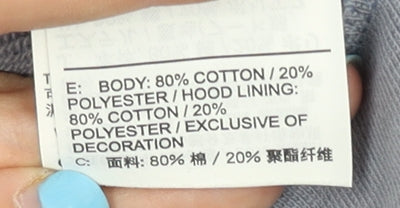 E: BODY: 80% COTTON / 20%
POLYESTER / HOOD LINING:
80% COTTON / 20%
POLYESTER / EXCLUSIVE OF
DECORATION
C: 面料: 80% 棉 / 20% 聚酯纤维